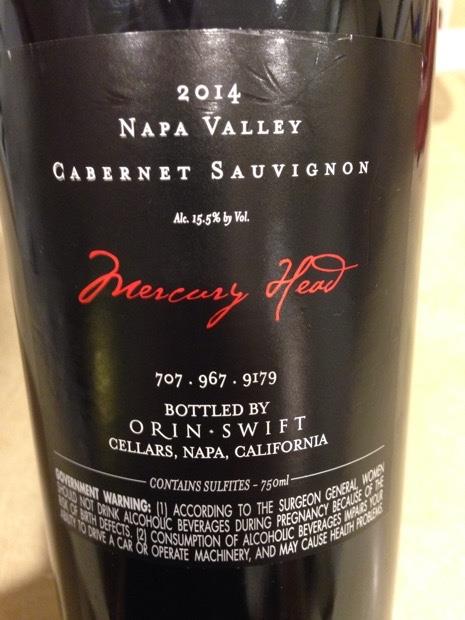 2014
NAPA VALLEY
CABERNET SAUVIGNON
Alc. 15.5% by Vol.
Mercury Head
707 . 967 . 9179
BOTTLED BY
ORIN · SWIFT
CELLARS, NAPA, CALIFORNIA
CONTAINS SULFITES - 750ml
GOVERNMENT WARNING: (1) ACCORDING TO THE SURGEON GENERAL, WOMEN
SHOULD NOT DRINK ALCOHOLIC BEVERAGES DURING PREGNANCY BECAUSE OF THE
RISK OF BIRTH DEFECTS. (2) CONSUMPTION OF ALCOHOLIC BEVERAGES IMPAIRS YOUR
ABILITY TO DRIVE A CAR OR OPERATE MACHINERY, AND MAY CAUSE HEALTH PROBLEMS.